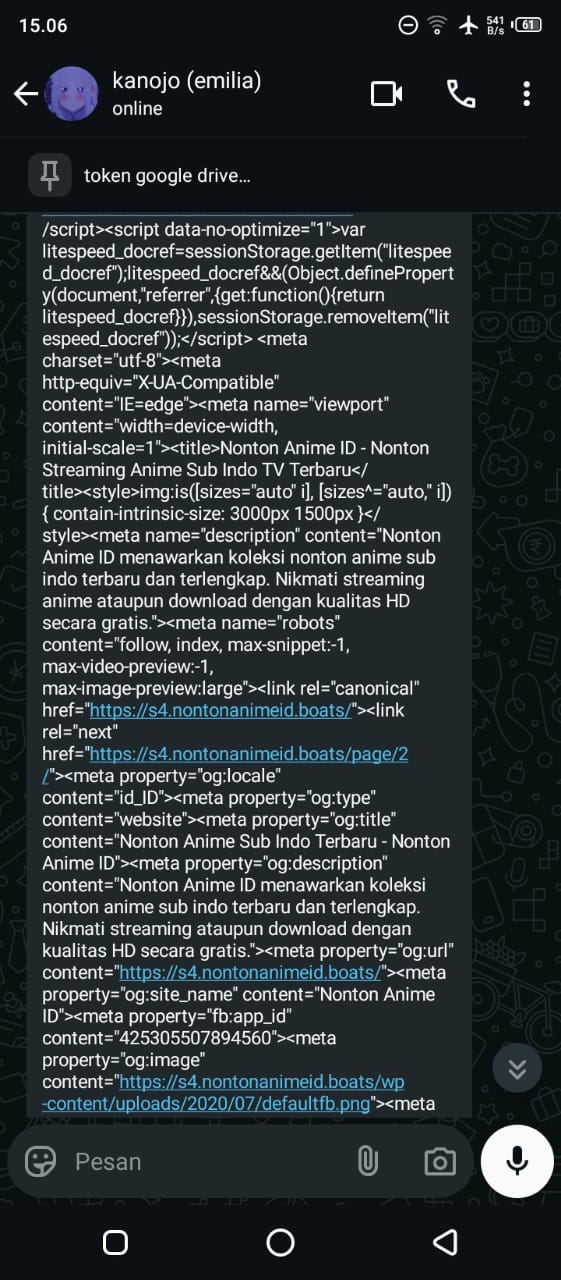 15.06
541
B/s
61
kanojo (emilia)
online
token google drive...
/script><script data-no-optimize="1">var
litespeed_docref=sessionStorage.getItem("litespee
d_docref");litespeed_docref&&(Object.definePropert
y(document,"referrer",{get:function(){return
litespeed_docref}}),sessionStorage.removeItem("lit
espeed_docref"));</script> <meta
charset="utf-8"><meta
http-equiv="X-UA-Compatible"
content="IE=edge"><meta name="viewport"
content="width=device-width,
initial-scale=1"><title>Nonton Anime ID - Nonton
Streaming Anime Sub Indo TV Terbaru</
title><style>img:is([sizes="auto" i], [sizes^="auto," i])
{ contain-intrinsic-size: 3000px 1500px }</
style><meta name="description" content="Nonton
Anime ID menawarkan koleksi nonton anime sub
indo terbaru dan terlengkap. Nikmati streaming
anime ataupun download dengan kualitas HD
secara gratis."><meta name="robots"
content="follow, index, max-snippet:-1,
max-video-preview:-1,
max-image-preview:large"><link rel="canonical"
href="https://s4.nontonanimeid.boats/"><link
rel="next"
href="https://s4.nontonanimeid.boats/page/2
/"><meta property="og:locale"
content="id_ID"><meta property="og:type"
content="website"><meta property="og:title"
content="Nonton Anime Sub Indo Terbaru - Nonton
Anime ID"><meta property="og:description"
content="Nonton Anime ID menawarkan koleksi
nonton anime sub indo terbaru dan terlengkap.
Nikmati streaming ataupun download dengan
kualitas HD secara gratis."><meta property="og:url"
content="https://s4.nontonanimeid.boats/"><meta
property="og:site_name" content="Nonton Anime
ID"><meta property="fb:app_id"
content="425305507894560"><meta
property="og:image"
content="https://s4.nontonanimeid.boats/wp
-content/uploads/2020/07/defaultfb.png"><meta
Pesan